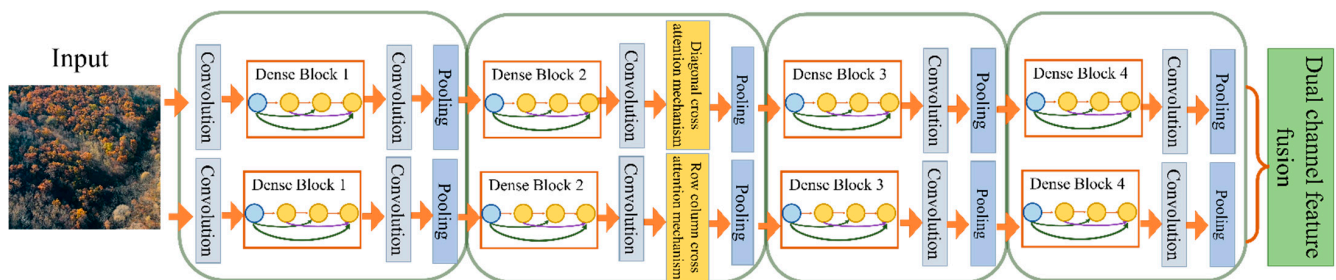 Input
Convolution
Dense Block 1
Convolution
Pooling
Dense Block 2
Convolution
Diagonal cross
attention mechanism
Pooling
Dense Block 3
Convolution
Pooling
Dense Block 4
Convolution
Pooling
Convolution
Dense Block 1
Convolution
Pooling
Dense Block 2
Convolution
Row column cross
attention mechanism
Pooling
Dense Block 3
Convolution
Pooling
Dense Block 4
Convolution
Pooling
Dual channel feature
fusion